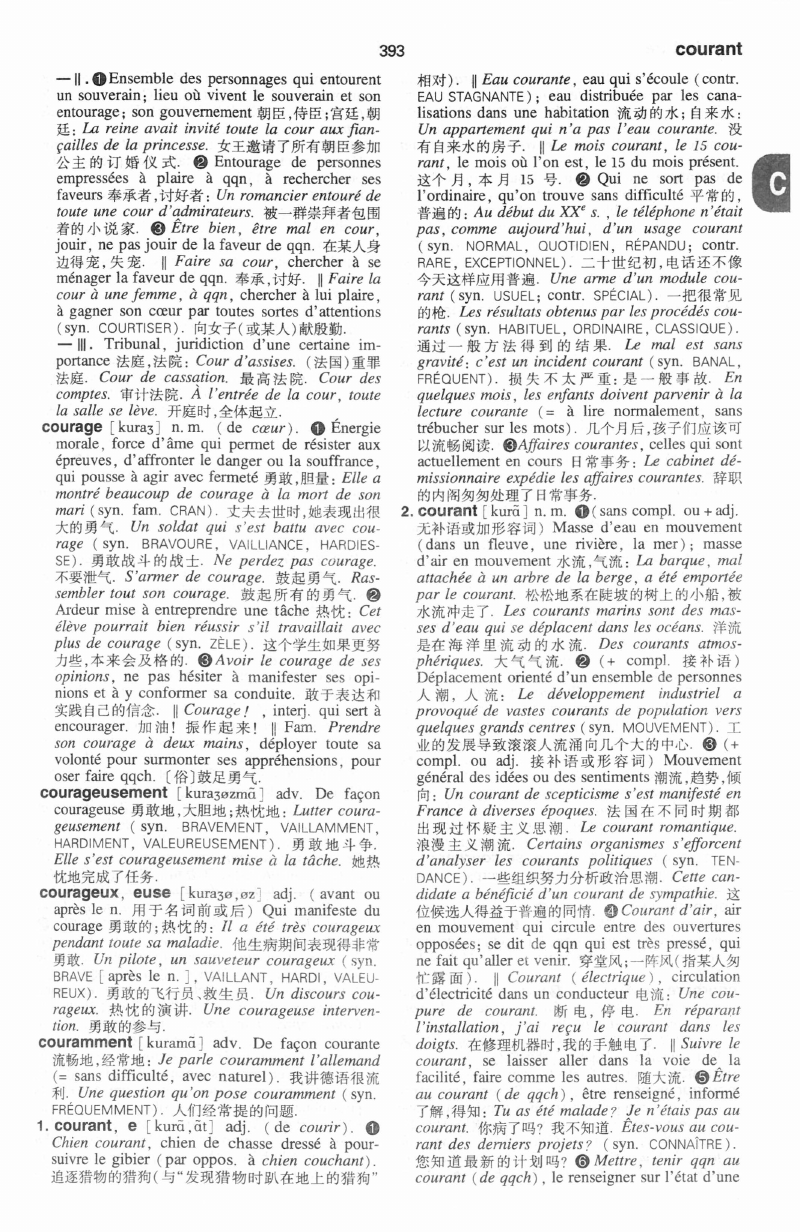 393
courant
C
— Ⅱ. ❶Ensemble des personnages qui entourent
un souverain; lieu où vivent le souverain et son
entourage; son gouvernement 朝臣,侍臣;宫廷,朝
廷: La reine avait invité toute la cour aux fian-
çailles de la princesse. 女王邀请了所有朝臣参加
公主的订婚仪式. ❷ Entourage de personnes
empressées à plaire à qqn, à rechercher ses
faveurs 奉承者,讨好者: Un romancier entouré de
toute une cour d'admirateurs. 被一群崇拜者包围
着的小说家. ❸ Être bien, être mal en cour,
jouir, ne pas jouir de la faveur de qqn. 在某人身
边得宠,失宠. ‖ Faire sa cour, chercher à se
ménager la faveur de qqn. 奉承,讨好. ‖ Faire la
cour à une femme, à qqn, chercher à lui plaire,
à gagner son cœur par toutes sortes d'attentions
(syn. COURTISER). 向女子(或某人)献殷勤.
— Ⅲ. Tribunal, juridiction d'une certaine im-
portance 法庭,法院: Cour d'assises. (法国)重罪
法庭. Cour de cassation. 最高法院. Cour des
comptes. 审计法院. À l'entrée de la cour, toute
la salle se lève. 开庭时,全体起立.
courage [kuraʒ] n. m. (de cœur). ❶ Énergie
morale, force d'âme qui permet de résister aux
épreuves, d'affronter le danger ou la souffrance,
qui pousse à agir avec fermeté 勇敢,胆量: Elle a
montré beaucoup de courage à la mort de son
mari (syn. fam. CRAN). 丈夫去世时,她表现出很
大的勇气. Un soldat qui s'est battu avec cou-
rage (syn. BRAVOURE, VAILLIANCE, HARDIES-
SE). 勇敢战斗的战士. Ne perdez pas courage.
不要泄气. S'armer de courage. 鼓起勇气. Ras-
sembler tout son courage. 鼓起所有的勇气. ❷
Ardeur mise à entreprendre une tâche 热忱: Cet
élève pourrait bien réussir s'il travaillait avec
plus de courage (syn. ZÈLE). 这个学生如果更努
力些,本来会及格的. ❸Avoir le courage de ses
opinions, ne pas hésiter à manifester ses opi-
nions et à y conformer sa conduite. 敢于表达和
实践自己的信念. ‖ Courage! , interj. qui sert à
encourager. 加油! 振作起来! ‖ Fam. Prendre
son courage à deux mains, déployer toute sa
volonté pour surmonter ses appréhensions, pour
oser faire qqch. 〔俗〕鼓足勇气.
courageusement [kuraʒøzmɑ̃] adv. De façon
courageuse 勇敢地,大胆地;热忱地: Lutter coura-
geusement (syn. BRAVEMENT, VAILLAMMENT,
HARDIMENT, VALEUREUSEMENT). 勇敢地斗争.
Elle s'est courageusement mise à la tâche. 她热
忱地完成了任务.
courageux, euse [kuraʒø,øz] adj. (avant ou
après le n. 用于名词前或后) Qui manifeste du
courage 勇敢的;热忱的: Il a été très courageux
pendant toute sa maladie. 他生病期间表现得非常
勇敢. Un pilote, un sauveteur courageux (syn.
BRAVE [après le n.], VAILLANT, HARDI, VALEU-
REUX). 勇敢的飞行员、救生员. Un discours cou-
rageux. 热忱的演讲. Une courageuse interven-
tion. 勇敢的参与.
couramment [kuramɑ̃] adv. De façon courante
流畅地,经常地: Je parle couramment l'allemand
(= sans difficulté, avec naturel). 我讲德语很流
利. Une question qu'on pose couramment (syn.
FRÉQUEMMENT). 人们经常提的问题.
1. courant, e [kurɑ̃,ɑ̃t] adj. (de courir). ❶
Chien courant, chien de chasse dressé à pour-
suivre le gibier (par oppos. à chien couchant).
追逐猎物的猎狗(与“发现猎物时趴在地上的猎狗”
相对). ‖ Eau courante, eau qui s'écoule (contr.
EAU STAGNANTE); eau distribuée par les cana-
lisations dans une habitation 流动的水;自来水:
Un appartement qui n'a pas l'eau courante. 没
有自来水的房子. ‖ Le mois courant, le 15 cou-
rant, le mois où l'on est, le 15 du mois présent.
这个月,本月 15 号. ❷ Qui ne sort pas de
l'ordinaire, qu'on trouve sans difficulté 平常的,
普遍的: Au début du XXe s. , le téléphone n'était
pas, comme aujourd'hui, d'un usage courant
(syn. NORMAL, QUOTIDIEN, RÉPANDU; contr.
RARE, EXCEPTIONNEL). 二十世纪初,电话还不像
今天这样应用普遍. Une arme d'un module cou-
rant (syn. USUEL; contr. SPÉCIAL). 一把很常见
的枪. Les résultats obtenus par les procédés cou-
rants (syn. HABITUEL, ORDINAIRE, CLASSIQUE).
通过一般方法得到的结果. Le mal est sans
gravité: c'est un incident courant (syn. BANAL,
FRÉQUENT). 损失不太严重:是一般事故. En
quelques mois, les enfants doivent parvenir à la
lecture courante (= à lire normalement, sans
trébucher sur les mots). 几个月后,孩子们应该可
以流畅阅读. ❸Affaires courantes, celles qui sont
actuellement en cours 日常事务: Le cabinet dé-
missionnaire expédie les affaires courantes. 辞职
的内阁匆匆处理了日常事务.
2. courant [kurɑ̃] n. m. ❶(sans compl. ou + adj.
无补语或加形容词) Masse d'eau en mouvement
(dans un fleuve, une rivière, la mer); masse
d'air en mouvement 水流,气流: La barque, mal
attachée à un arbre de la berge, a été emportée
par le courant. 松松地系在陡坡的树上的小船,被
水流冲走了. Les courants marins sont des mas-
ses d'eau qui se déplacent dans les océans. 洋流
是在海洋里流动的水流. Des courants atmos-
phériques. 大气气流. ❷ (+ compl. 接补语)
Déplacement orienté d'un ensemble de personnes
人潮, 人流: Le développement industriel a
provoqué de vastes courants de population vers
quelques grands centres (syn. MOUVEMENT). 工
业的发展导致滚滚人流涌向几个大的中心. ❸ (+
compl. ou adj. 接补语或形容词) Mouvement
général des idées ou des sentiments 潮流,趋势,倾
向: Un courant de scepticisme s'est manifesté en
France à diverses époques. 法国在不同时期都
出现过怀疑主义思潮. Le courant romantique.
浪漫主义潮流. Certains organismes s'efforcent
d'analyser les courants politiques (syn. TEN-
DANCE). 一些组织努力分析政治思潮. Cette can-
didate a bénéficié d'un courant de sympathie. 这
位候选人得益于普遍的同情. ❹Courant d'air, air
en mouvement qui circule entre des ouvertures
opposées; se dit de qqn qui est très pressé, qui
ne fait qu'aller et venir. 穿堂风;一阵风(指某人匆
忙露面). ‖ Courant (électrique), circulation
d'électricité dans un conducteur 电流: Une cou-
pure de courant. 断电, 停电. En réparant
l'installation, j'ai reçu le courant dans les
doigts. 在修理机器时,我的手触电了. ‖ Suivre le
courant, se laisser aller dans la voie de la
facilité, faire comme les autres. 随大流. ❺Être
au courant (de qqch), être renseigné, informé
了解,得知: Tu as été malade? Je n'étais pas au
courant. 你病了吗? 我不知道. Êtes-vous au cou-
rant des derniers projets? (syn. CONNAÎTRE).
您知道最新的计划吗? ❻ Mettre, tenir qqn au
courant (de qqch), le renseigner sur l'état d'une